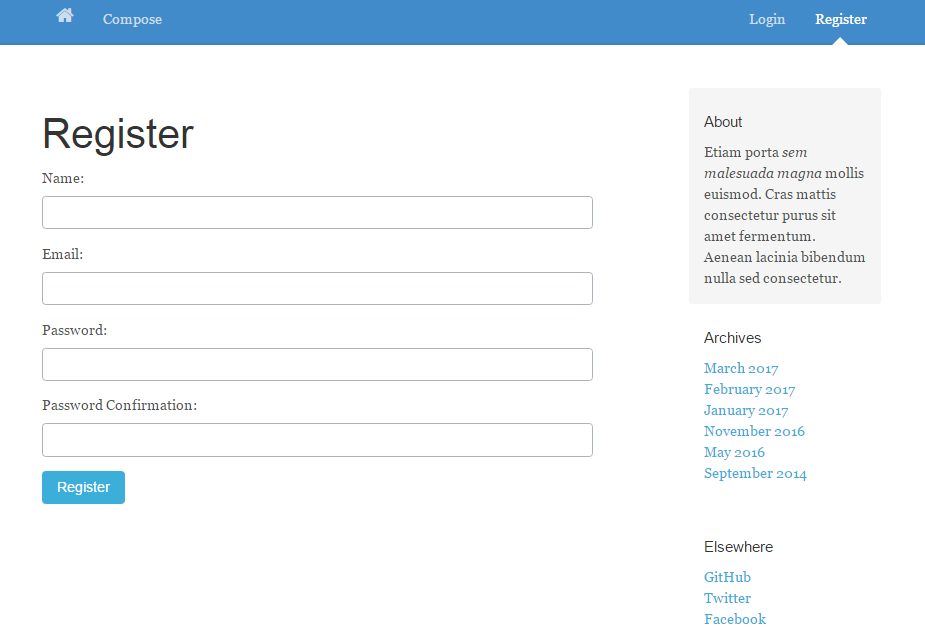 Compose
Login
Register
Register
Name:
Email:
Password:
Password Confirmation:
Register
About
Etiam porta sem
malesuada magna mollis
euismod. Cras mattis
consectetur purus sit
amet fermentum.
Aenean lacinia bibendum
nulla sed consectetur.
Archives
March 2017
February 2017
January 2017
November 2016
May 2016
September 2014
Elsewhere
GitHub
Twitter
Facebook